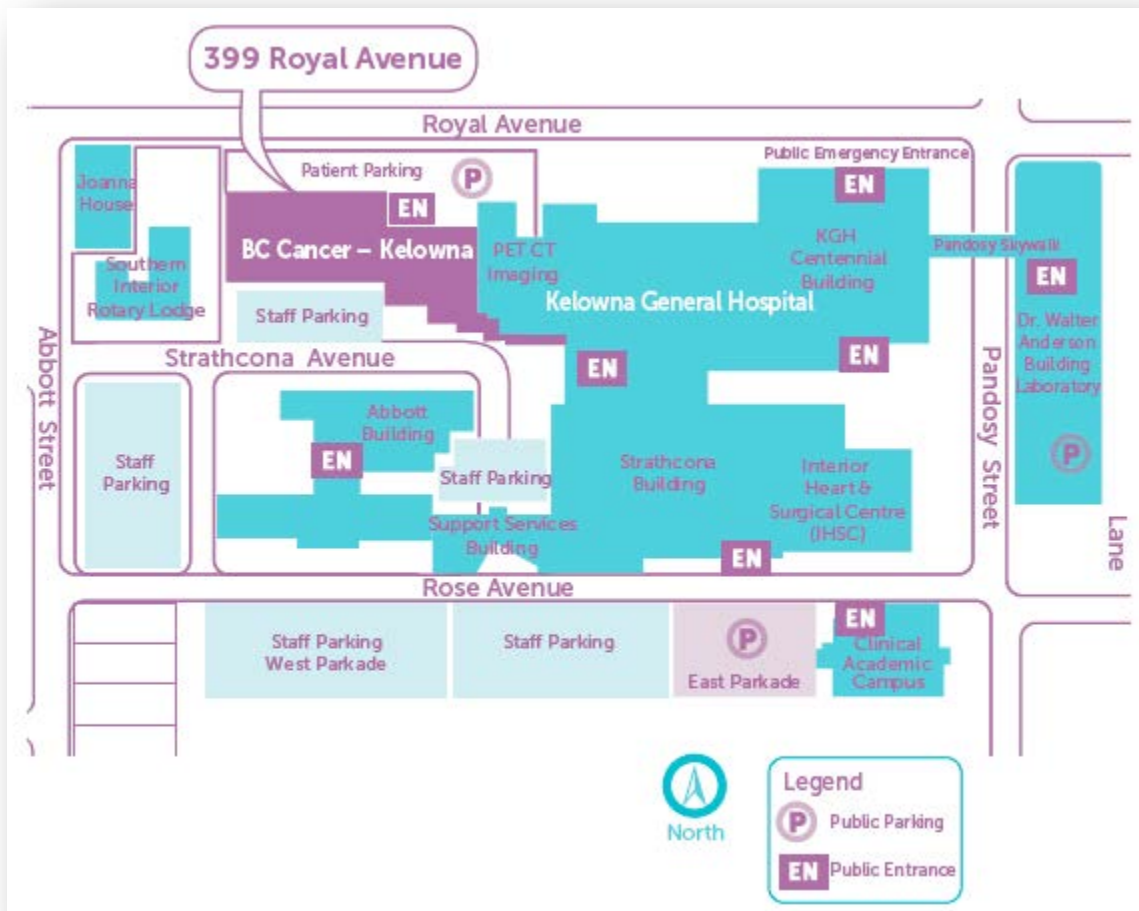 399 Royal Avenue
Royal Avenue
Patient Parking
P
Public Emergency Entrance
EN
Joanna
House
EN
BC Cancer – Kelowna
PET CT
Imaging
KGH
Centennial
Building
Pandosy Skywalk
EN
Southern
Interior
Rotary Lodge
Kelowna General Hospital
Staff Parking
Dr. Walter
Anderson
Building
Laboratory
Abbott Street
Strathcona Avenue
EN
EN
Pandosy Street
Abbott
Building
EN
Staff
Parking
Staff Parking
Strathcona
Building
Interior
Heart &
Surgical Centre
(IHSC)
P
Support Services
Building
EN
Lane
Rose Avenue
Staff Parking
West Parkade
Staff Parking
P
East Parkade
EN
Clinical
Academic
Campus
North
Legend
P Public Parking
EN Public Entrance